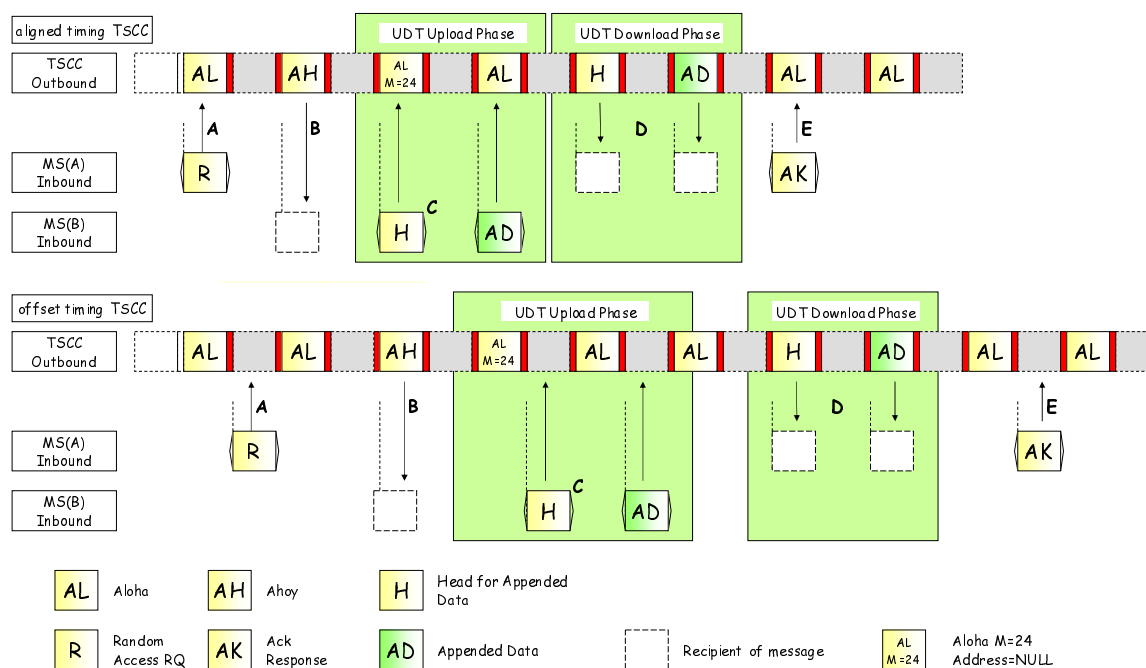 aligned timing TSCC
UDT Upload Phase
UDT Download Phase
TSCC
Outbound
AL
AH
AL
M=24
AL
H
AD
AL
AL
A
B
D
E
MS(A)
Inbound
R
AK
MS(B)
Inbound
H
C
AD
offset timing TSCC
UDT Upload Phase
UDT Download Phase
TSCC
Outbound
AL
AL
AH
AL
M=24
AL
AL
H
AD
AL
AL
A
B
D
E
MS(A)
Inbound
R
AK
MS(B)
Inbound
H
C
AD
AL
Aloha
AH
Ahoy
H
Head for Appended
Data
R
Random
Access RQ
AK
Ack
Response
AD
Appended Data
Recipient of message
AL
M=24
Aloha M=24
Address=NULL